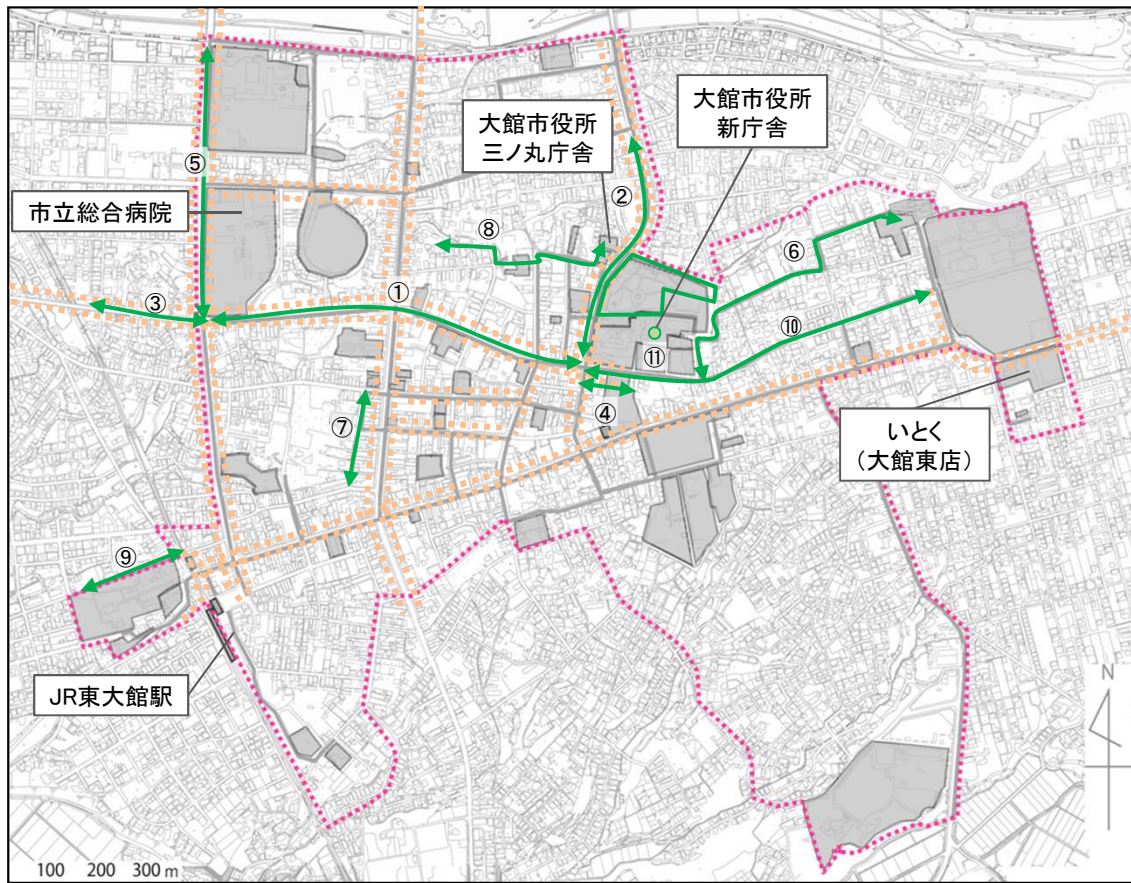 大館市役所
新庁舎
大館市役所
三ノ丸庁舎
⑤
②
市立総合病院
⑧
⑥
③
①
⑩
⑪
④
⑦
いとく
（大館東店）
⑨
JR東大館駅
N
100 200 300 m